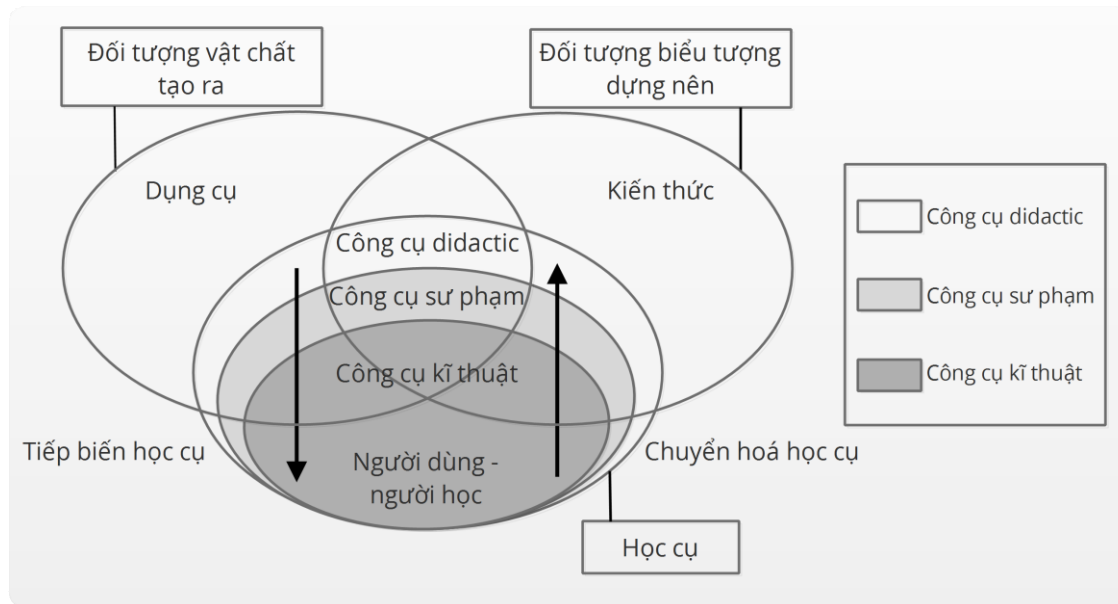 Đối tượng vật chất
tạo ra
Đối tượng biểu tượng
dựng nên
Dụng cụ
Kiến thức
Công cụ didactic
Công cụ sư phạm
Công cụ kĩ thuật
Tiếp biến học cụ
Người dùng -
người học
Chuyển hoá học cụ
Học cụ
Công cụ didactic
Công cụ sư phạm
Công cụ kĩ thuật